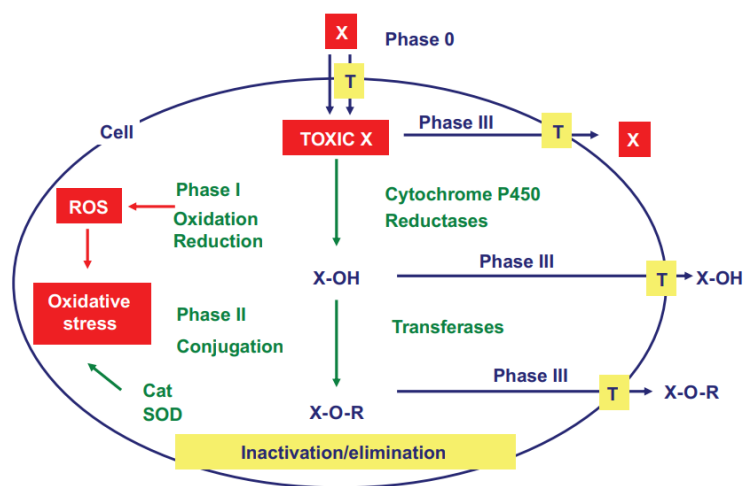 X
Phase 0
T
Cell
TOXIC X
Phase III
T
X
ROS
Phase I
Oxidation
Reduction
Cytochrome P450
Reductases
X-OH
Phase III
T
X-OH
Oxidative
stress
Phase II
Conjugation
Transferases
Cat
SOD
X-O-R
Phase III
T
X-O-R
Inactivation/elimination